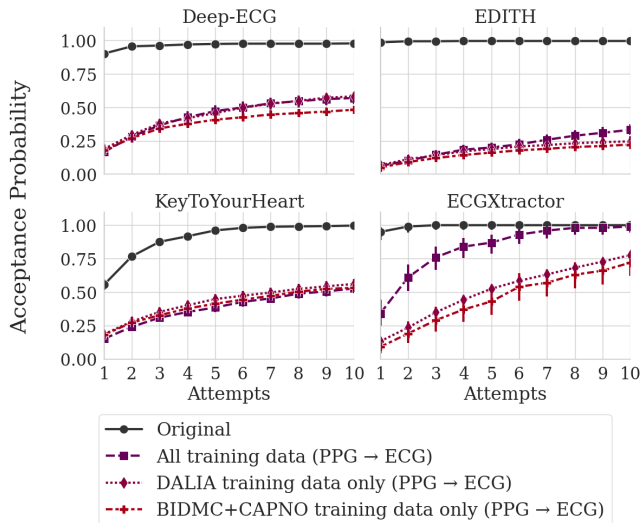 Deep-ECG EDITH
1.00
0.75
0.50
0.25
0.00
KeyToYourHeart ECGXtractor
1.00
0.75
0.50
0.25
0.00
1 2 3 4 5 6 7 8 9 10 1 2 3 4 5 6 7 8 9 10
Attempts Attempts
Acceptance Probability
Original
All training data (PPG → ECG)
DALIA training data only (PPG → ECG)
BIDMC+CAPNO training data only (PPG → ECG)